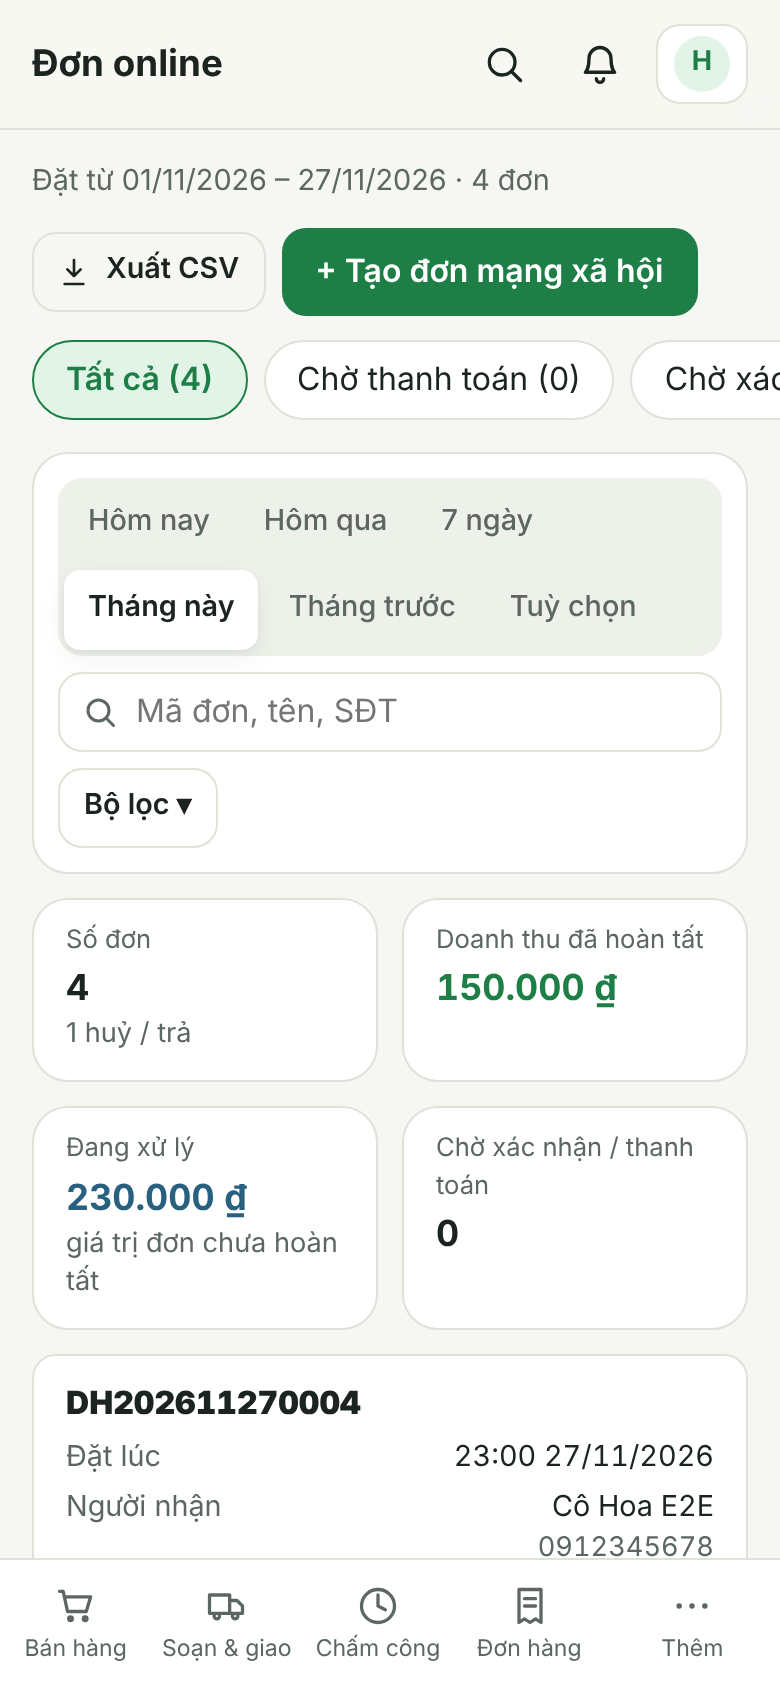 Đơn online
H
Đặt từ 01/11/2026 – 27/11/2026 · 4 đơn
Xuất CSV
+ Tạo đơn mạng xã hội
Tất cả (4)
Chờ thanh toán (0)
Chờ xác
Hôm nay
Hôm qua
7 ngày
Tháng này
Tháng trước
Tuỳ chọn
Mã đơn, tên, SĐT
Bộ lọc ▾
Số đơn
4
1 huỷ / trả
Doanh thu đã hoàn tất
150.000 ₫
Đang xử lý
230.000 ₫
giá trị đơn chưa hoàn
tất
Chờ xác nhận / thanh
toán
0
DH202611270004
Đặt lúc
23:00 27/11/2026
Người nhận
Cô Hoa E2E
0912345678
Bán hàng
Soạn & giao
Chấm công
Đơn hàng
Thêm